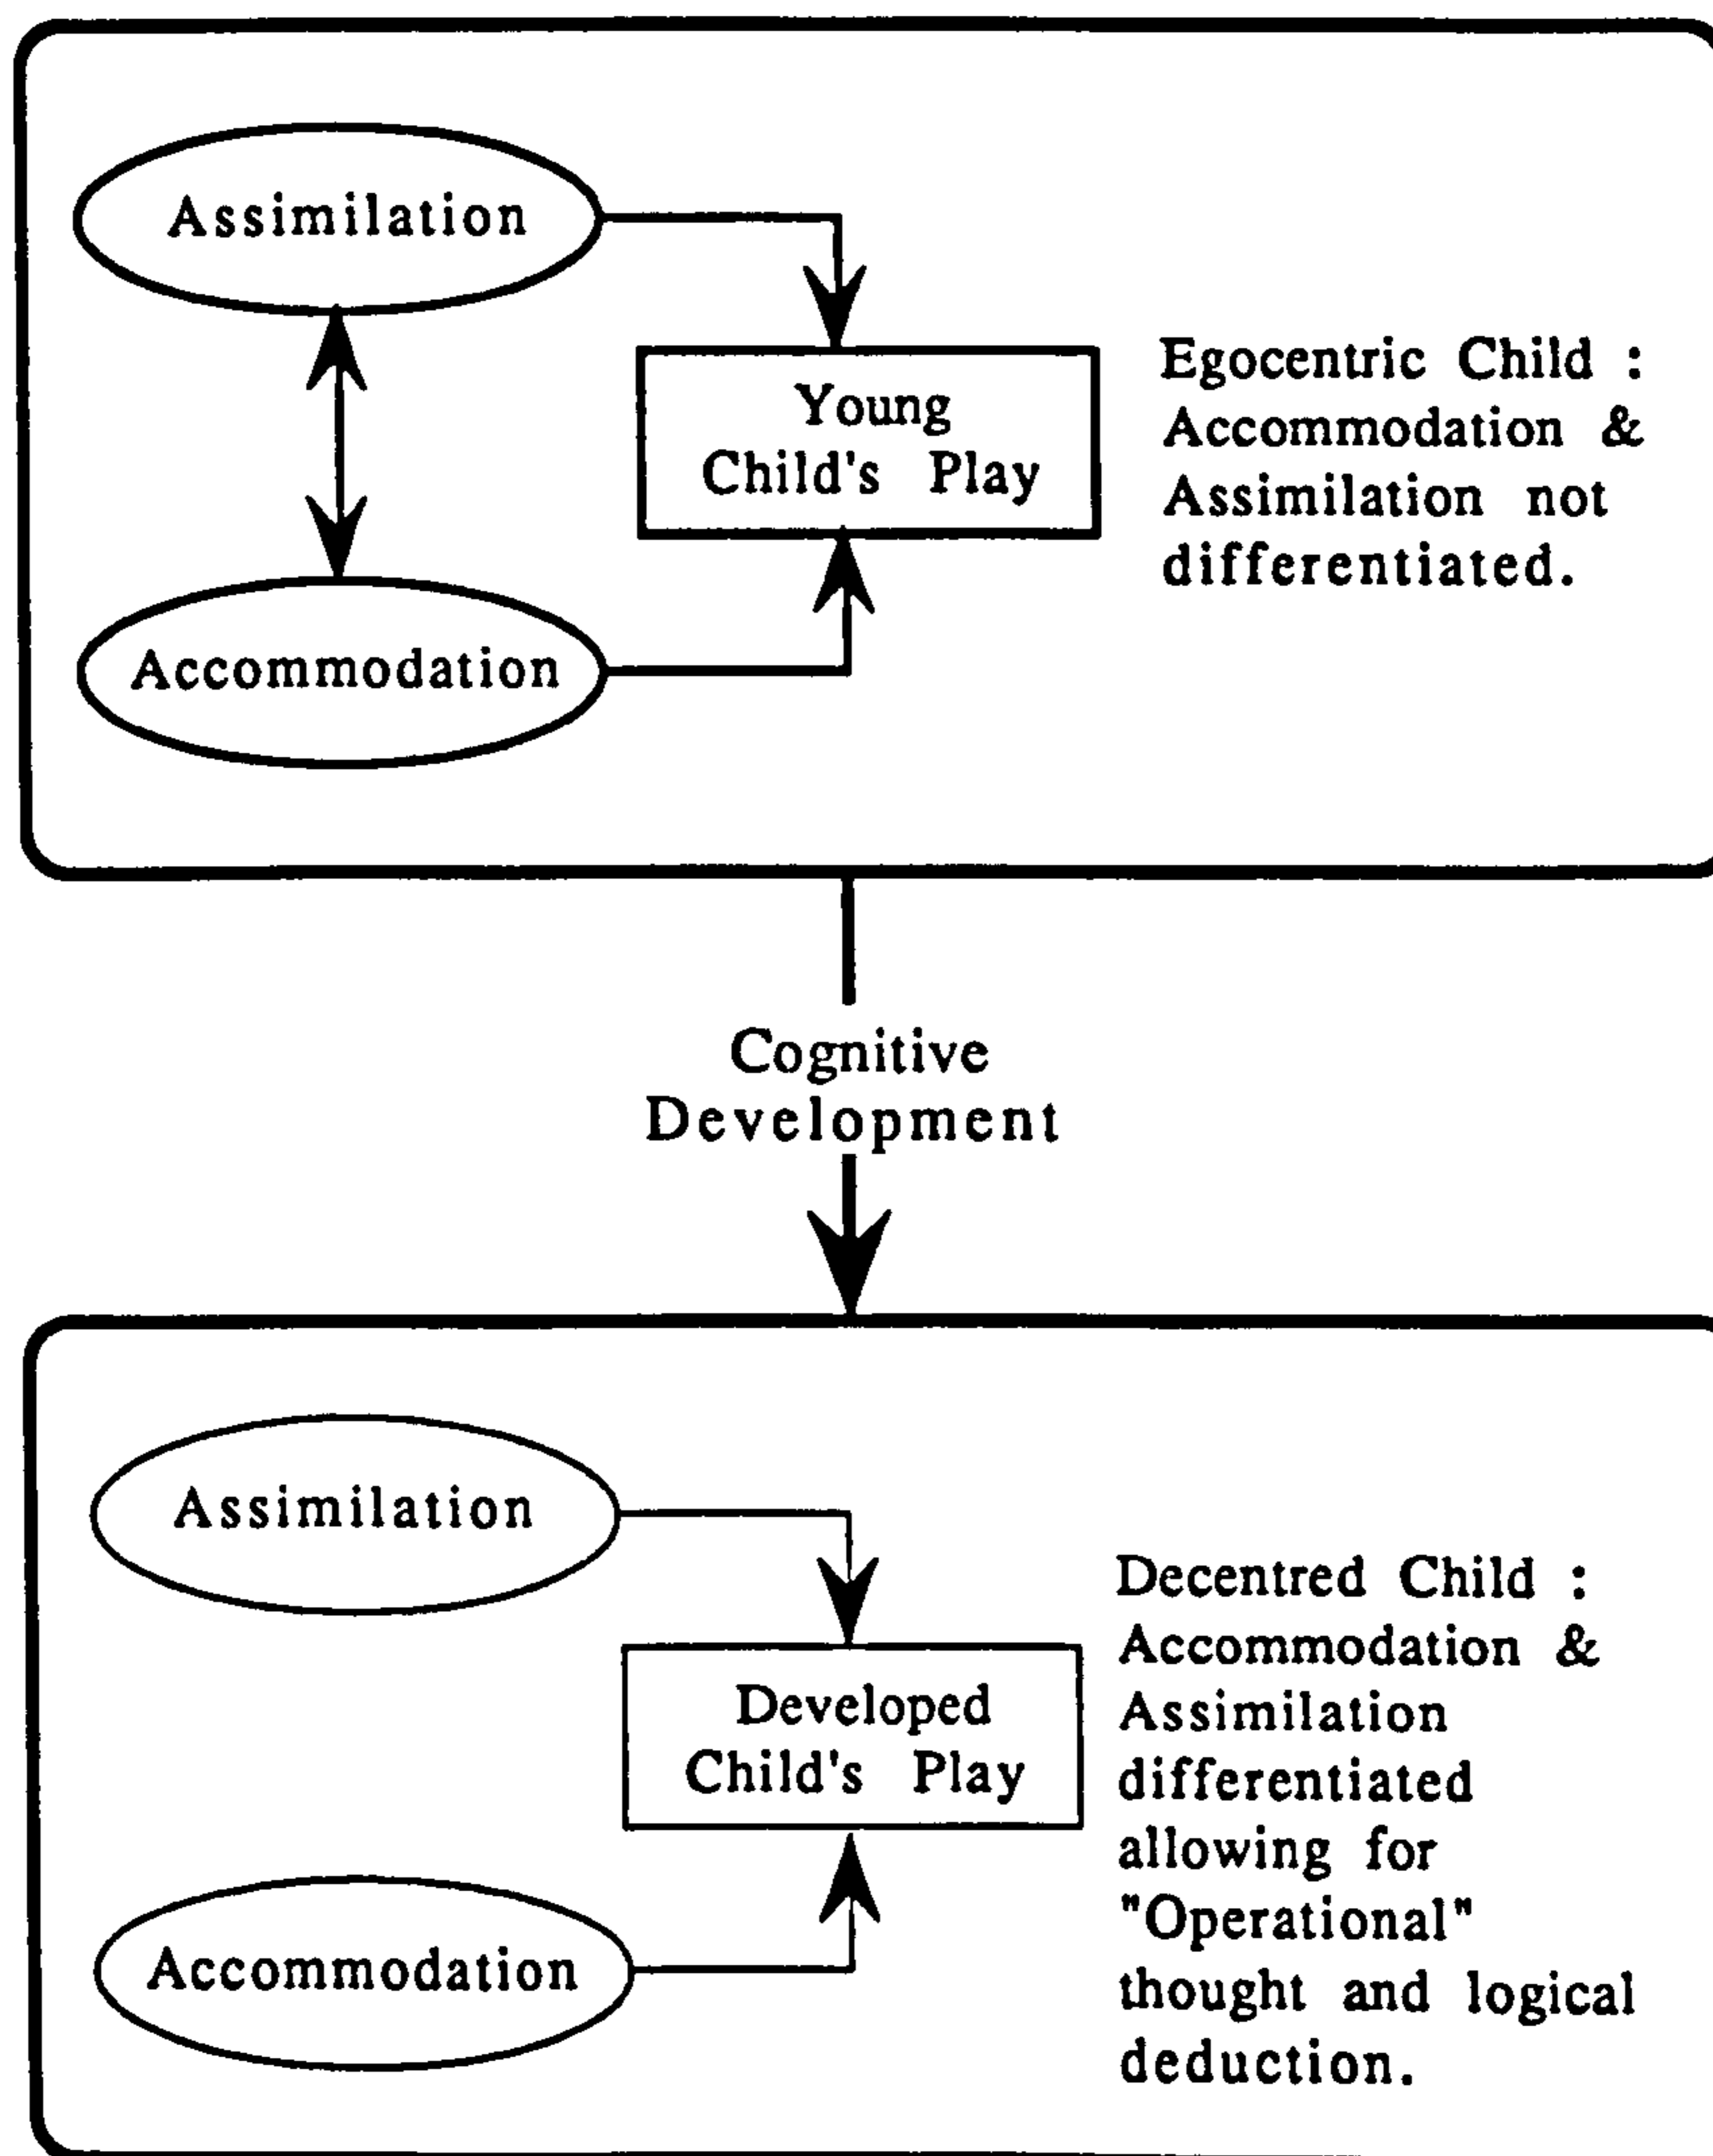 Assimilation
Young
Child's Play
Egocentric Child :
Accommodation &
Assimilation not
differentiated.
Accommodation
Cognitive
Development
Assimilation
Developed
Child's Play
Decentred Child :
Accommodation &
Assimilation
differentiated
allowing for
"Operational"
thought and logical
deduction.
Accommodation